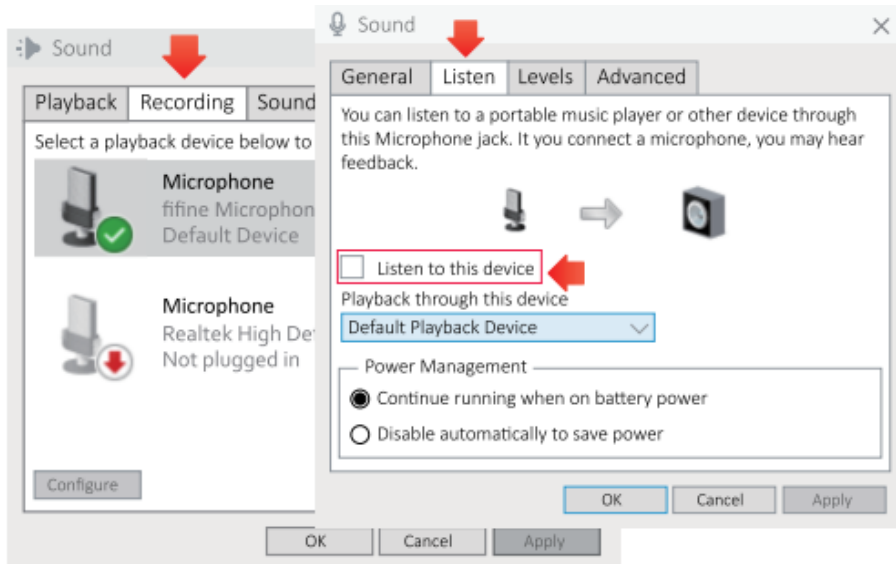 Sound
Playback
Recording
Sound
Select a playback device below to
Microphone
fifine Microphon
Default Device
Microphone
Realtek High De
Not plugged in
Configure
OK
Cancel
Apply
Sound
General
Listen
Levels
Advanced
You can listen to a portable music player or other device through
this Microphone jack. It you connect a microphone, you may hear
feedback.
Listen to this device
Playback through this device
Default Playback Device
Power Management
Continue running when on battery power
Disable automatically to save power
OK
Cancel
Apply